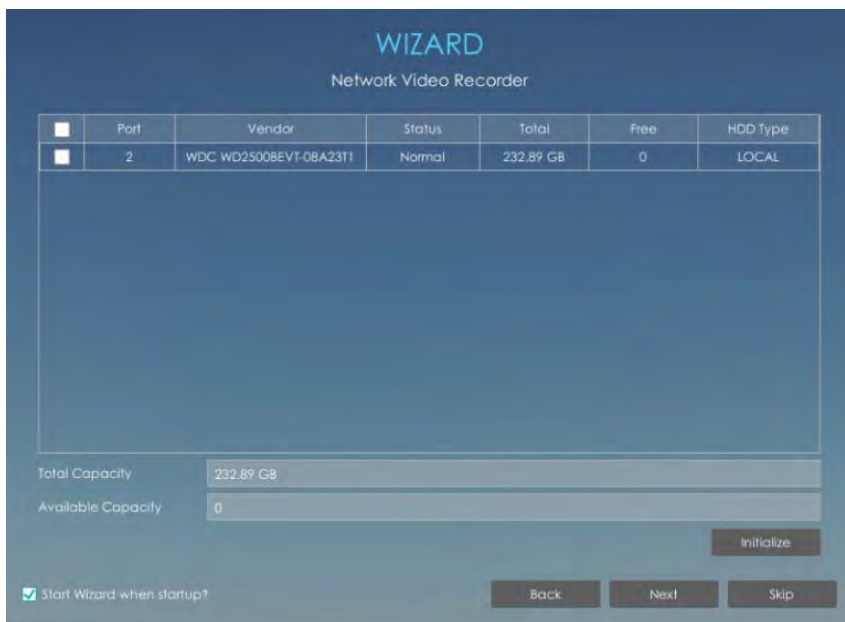 WIZARD
Network Video Recorder
Port Vendor Status Total Free HDD Type
2 WDC WD25008EVT-08A23T1 Normal 232.89 GB 0 LOCAL
Total Capacity 232.89 GB
Available Capacity 0
Initialize
Start Wizard when startup? Back Next Skip